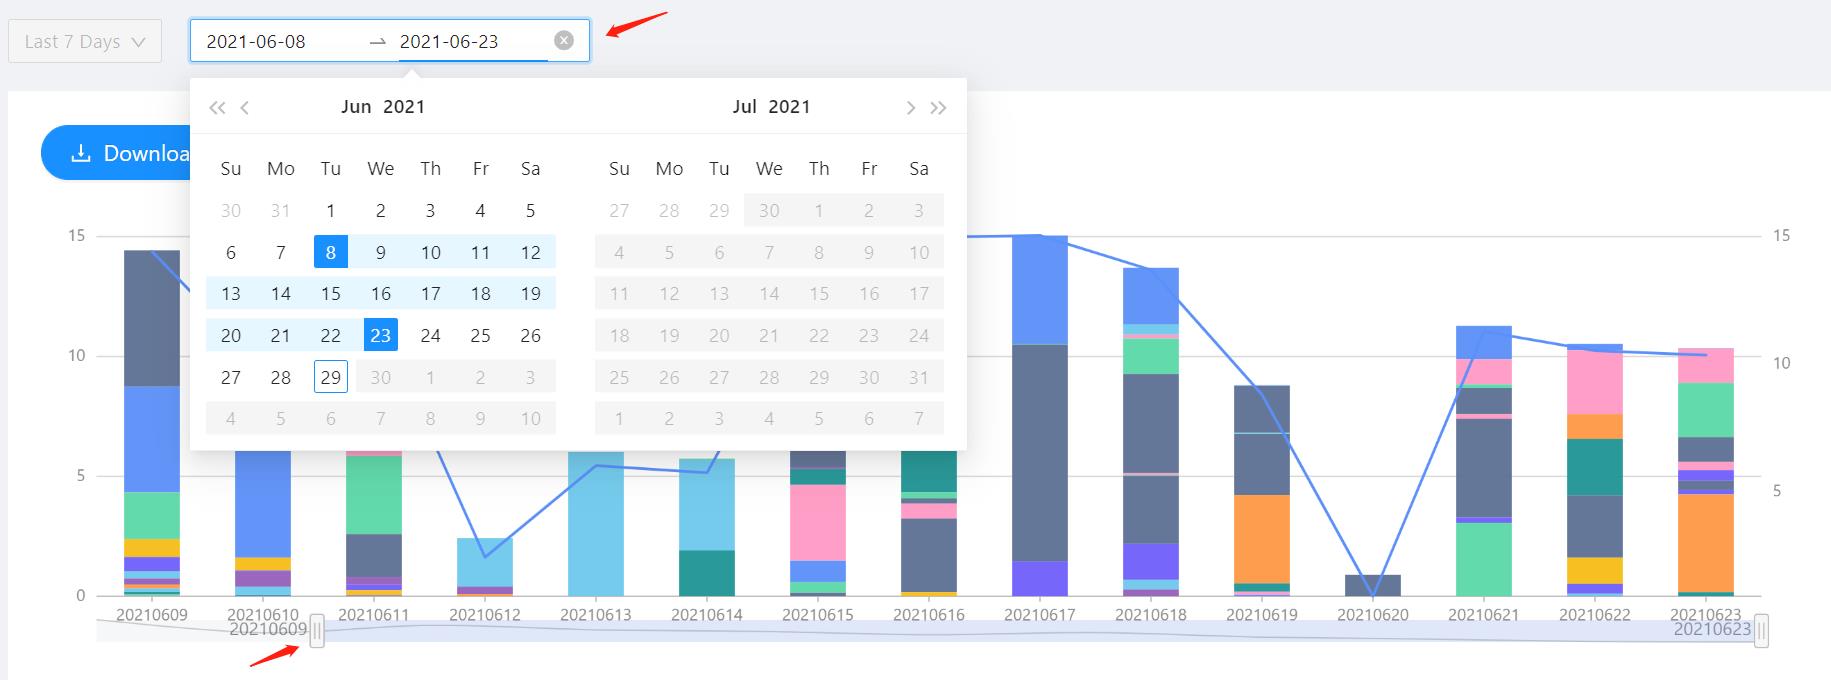 Last 7 Days
2021-06-08 → 2021-06-23
Jun 2021
Jul 2021
Downloa
Su Mo Tu We Th Fr Sa
30 31 1 2 3 4 5
6 7 8 9 10 11 12
13 14 15 16 17 18 19
20 21 22 23 24 25 26
27 28 29 30 1 2 3
4 5 6 7 8 9 10
Su Mo Tu We Th Fr Sa
27 28 29 30 1 2 3
4 5 6 7 8 9 10
11 12 13 14 15 16 17
18 19 20 21 22 23 24
25 26 27 28 29 30 31
1 2 3 4 5 6 7
15
10
5
0
15
10
5
20210609 20210610 20210611 20210612 20210613 20210614 20210615 20210616 20210617 20210618 20210619 20210620 20210621 20210622 20210623
20210609
20210623